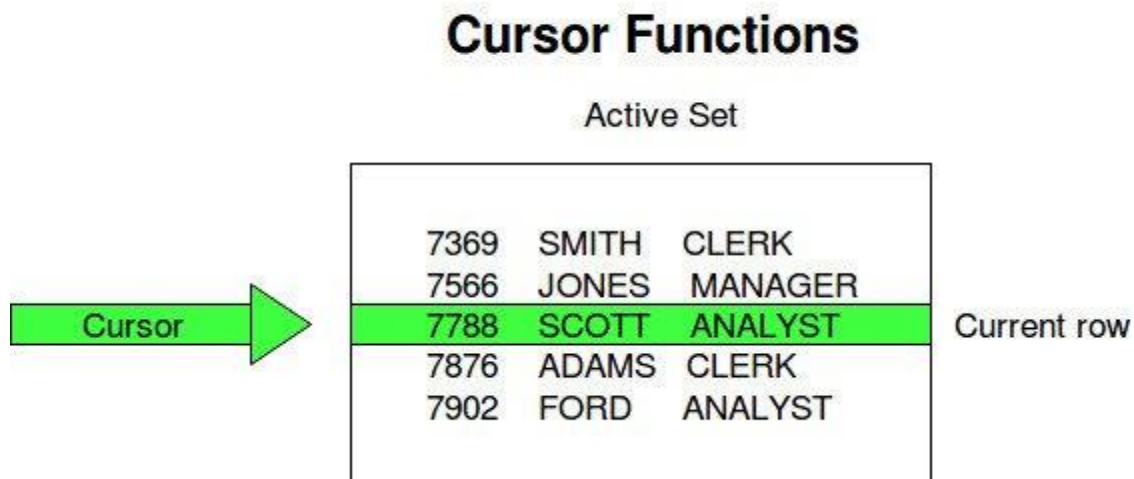 Cursor Functions
Active Set
7369 SMITH CLERK
7566 JONES MANAGER
Cursor 7788 SCOTT ANALYST Current row
7876 ADAMS CLERK
7902 FORD ANALYST